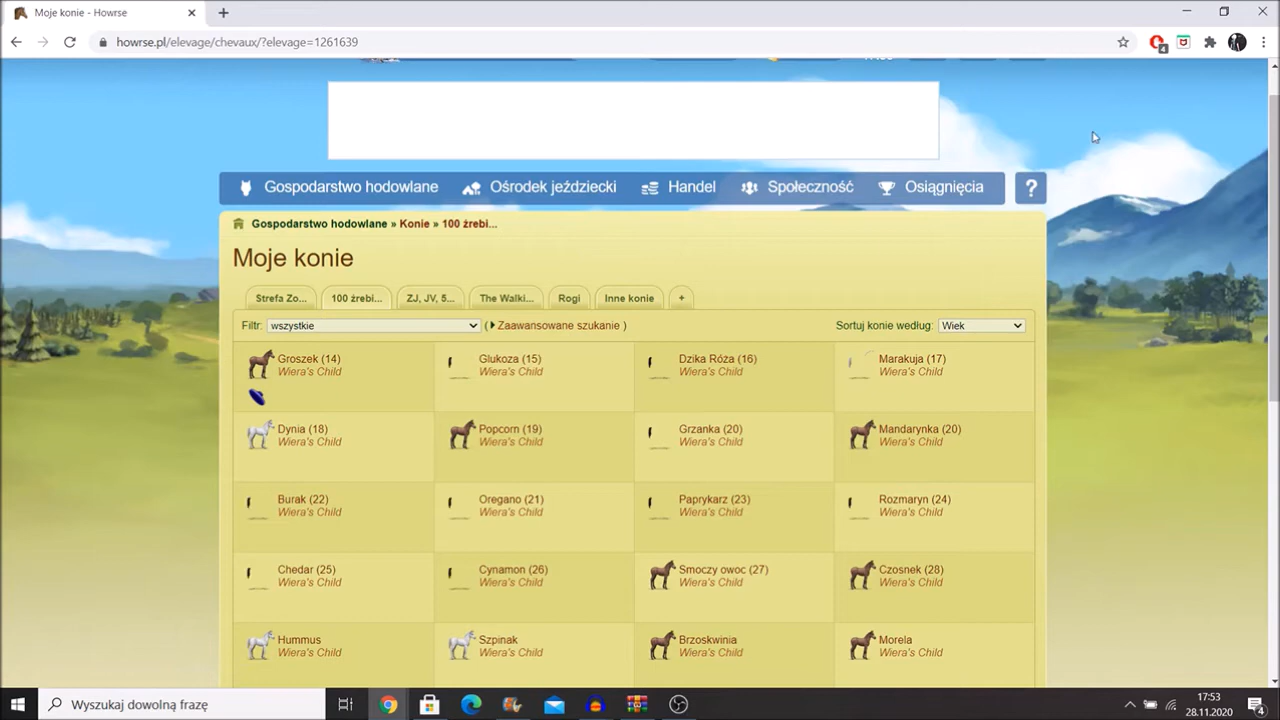 Moje konie - Howrse
howrse.pl/elevage/chevaux/?elevage=1261639
4
Gospodarstwo hodowlane Ośrodek jeździecki Handel Społeczność Osiągnięcia ?
Gospodarstwo hodowlane » Konie » 100 źrebi...
Moje konie
Strefa Zo... 100 źrebi... ZJ, JV, 5... The Walki... Rogi Inne konie +
Filtr: wszystkie ( Zaawansowane szukanie ) Sortuj konie według: Wiek
Groszek (14) Glukoza (15) Dzika Róża (16) Marakuja (17)
Wiera's Child Wiera's Child Wiera's Child Wiera's Child
Dynia (18) Popcorn (19) Grzanka (20) Mandarynka (20)
Wiera's Child Wiera's Child Wiera's Child Wiera's Child
Burak (22) Oregano (21) Paprykarz (23) Rozmaryn (24)
Wiera's Child Wiera's Child Wiera's Child Wiera's Child
Chedar (25) Cynamon (26) Smoczy owoc (27) Czosnek (28)
Wiera's Child Wiera's Child Wiera's Child Wiera's Child
Hummus Szpinak Brzoskwinia Morela
Wiera's Child Wiera's Child Wiera's Child Wiera's Child
Wyszukaj dowolną frazę
17:53
28.11.2020
4